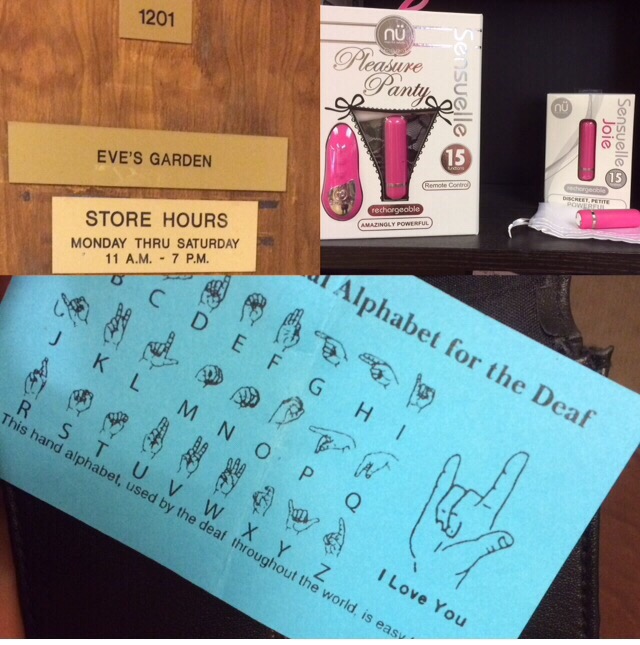 1201
EVE'S GARDEN
STORE HOURS
MONDAY THRU SATURDAY
11 A.M. - 7 P.M.
nü
Pleasure
Panty
Sensuelle
15
functions
Remote Control
rechargeable
AMAZINGLY POWERFUL
nü
Sensuelle
Joie
15
rechargeable
DISCREET, PETITE
POWERFUL
Alphabet for the Deaf
B C D E F G H I
J K L M N O P Q
R S T U V W X Y Z
I Love You
This hand alphabet, used by the deaf throughout the world, is easy